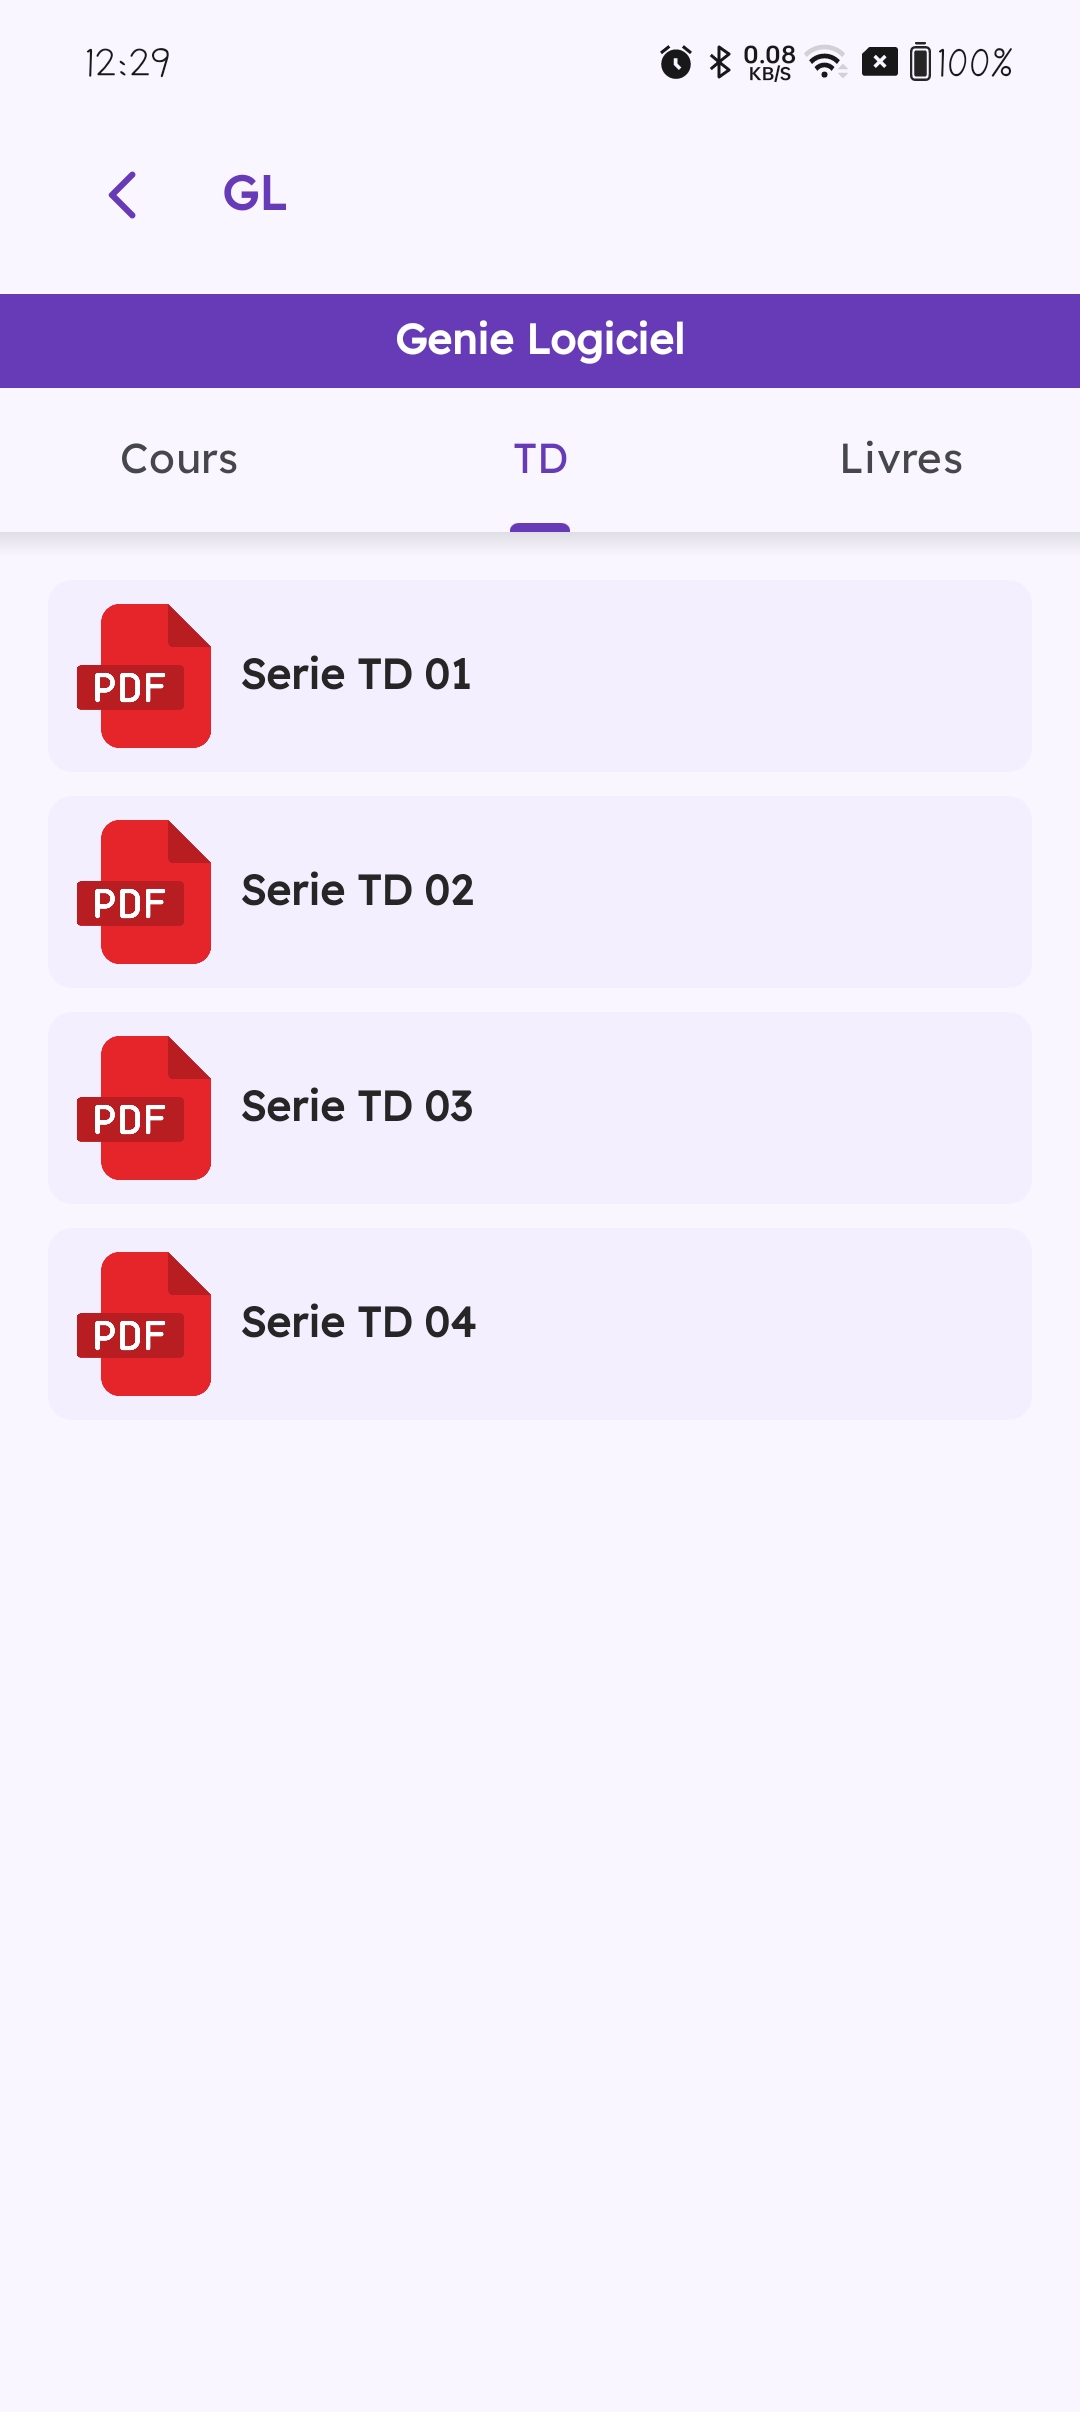 12:29
0.08
KB/S
100%
GL
Genie Logiciel
Cours
TD
Livres
PDF
Serie TD 01
PDF
Serie TD 02
PDF
Serie TD 03
PDF
Serie TD 04